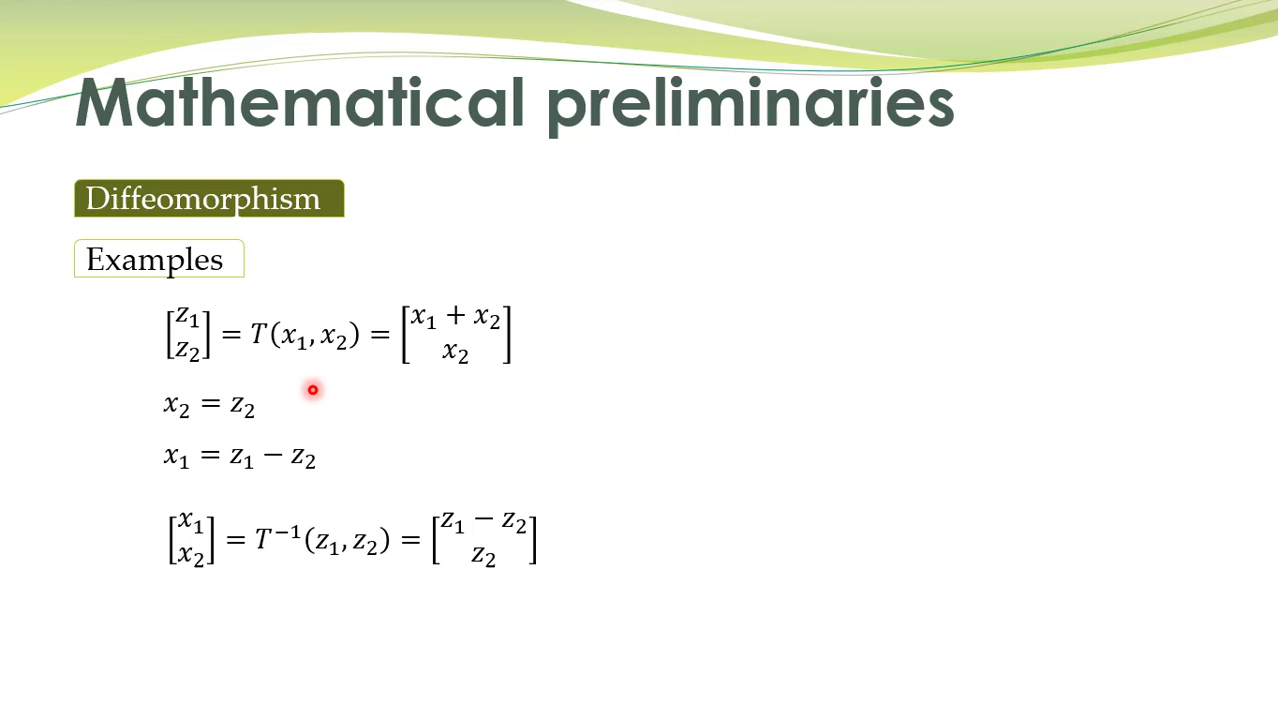 Mathematical preliminaries
Diffeomorphism
Examples
[z₁ z₂] = T(x₁, x₂) = [x₁ + x₂ x₂]
x₂ = z₂
x₁ = z₁ − z₂
[x₁ x₂] = T⁻¹(z₁, z₂) = [z₁ − z₂ z₂]